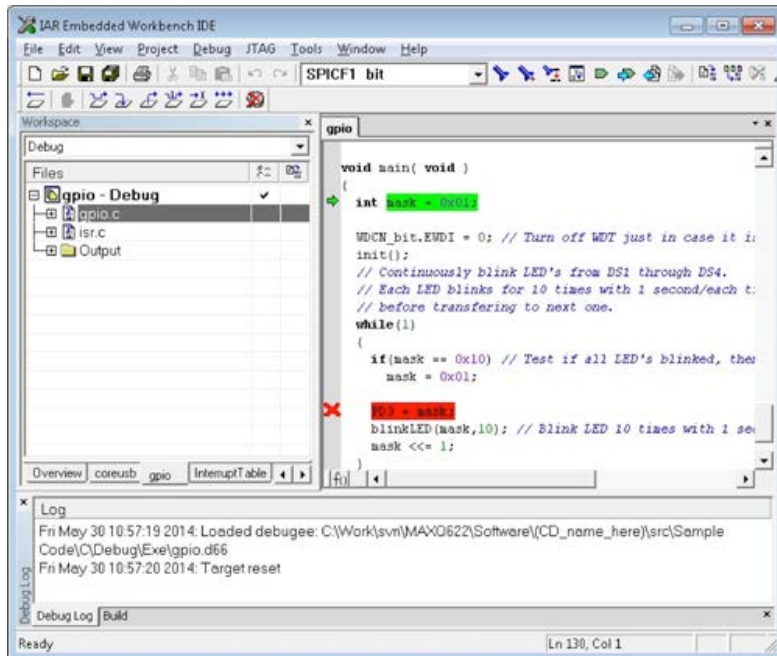 IAR Embedded Workbench IDE
File Edit View Project Debug JTAG Tools Window Help
SPICF1 bit
Workspace
Debug
Files
gpio - Debug
gpio.c
isr.c
Output
Overview coreusb gpio InterruptTable
gpio
void main( void )
{
int mask = 0x01;
WDCN_bit.EWDI = 0; // Turn off WDT just in case it i
init();
// Continuously blink LED's from DS1 through DS4.
// Each LED blinks for 10 times with 1 second/each t
// before transfering to next one.
while(1)
{
if(mask == 0x10) // Test if all LED's blinked, then
mask = 0x01;
PD3 = mask;
blinkLED(mask,10); // Blink LED 10 times with 1 sec
mask <<= 1;
}
f()
Log
Fri May 30 10:57:19 2014: Loaded debugee: C:\Work\svn\MAXQ622\Software\(CD_name_here)\src\Sample
Code\C\Debug\Exe\gpio.d66
Fri May 30 10:57:20 2014: Target reset
Debug Log
Debug Log Build
Ready Ln 130, Col 1